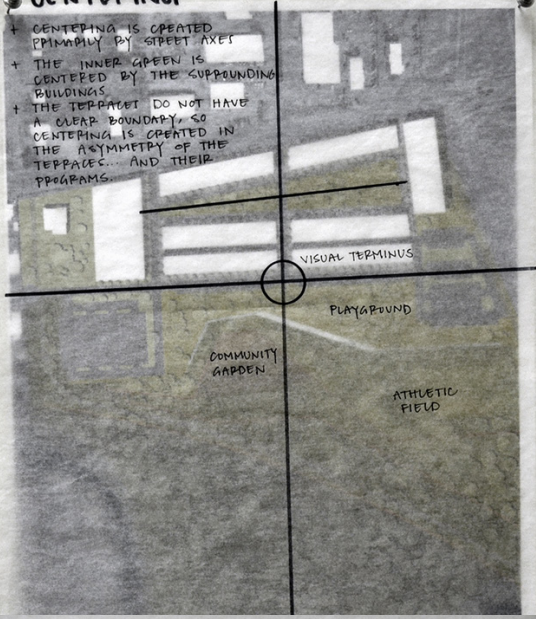 + CENTERING IS CREATED
PRIMARILY BY STREET AXES
+ THE INNER GREEN IS
CENTERED BY THE SURROUNDING
BUILDINGS
+ THE TERRACES DO NOT HAVE
A CLEAR BOUNDARY, SO
CENTERING IS CREATED IN
THE ASYMMETRY OF THE
TERRACES... AND THEIR
PROGRAMS.
VISUAL TERMINUS
PLAYGROUND
COMMUNITY
GARDEN
ATHLETIC
FIELD